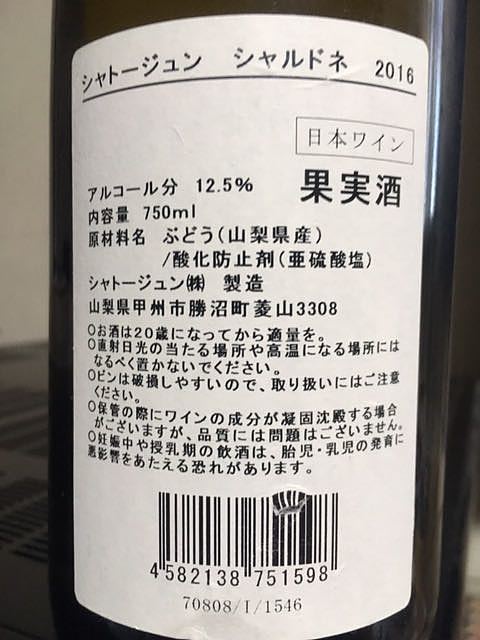 シャトージュン シャルドネ 2016
日本ワイン
果実酒
アルコール分 12.5%
内容量 750ml
原材料名 ぶどう(山梨県産)
/酸化防止剤(亜硫酸塩)
シャトージュン㈱ 製造
山梨県甲州市勝沼町菱山3308
○お酒は20歳になってから適量を。
○直射日光の当たる場所や高温になる場所には
なるべく置かないでください。
○ビンは破損しやすいので、取り扱いにはご注意
ください。
○保管の際にワインの成分が凝固沈殿する場合
がございますが、品質には問題はございません。
○妊娠中や授乳期の飲酒は、胎児・乳児の発育に
悪影響をあたえる恐れがあります。
4 582138 751598
70808/I/1546